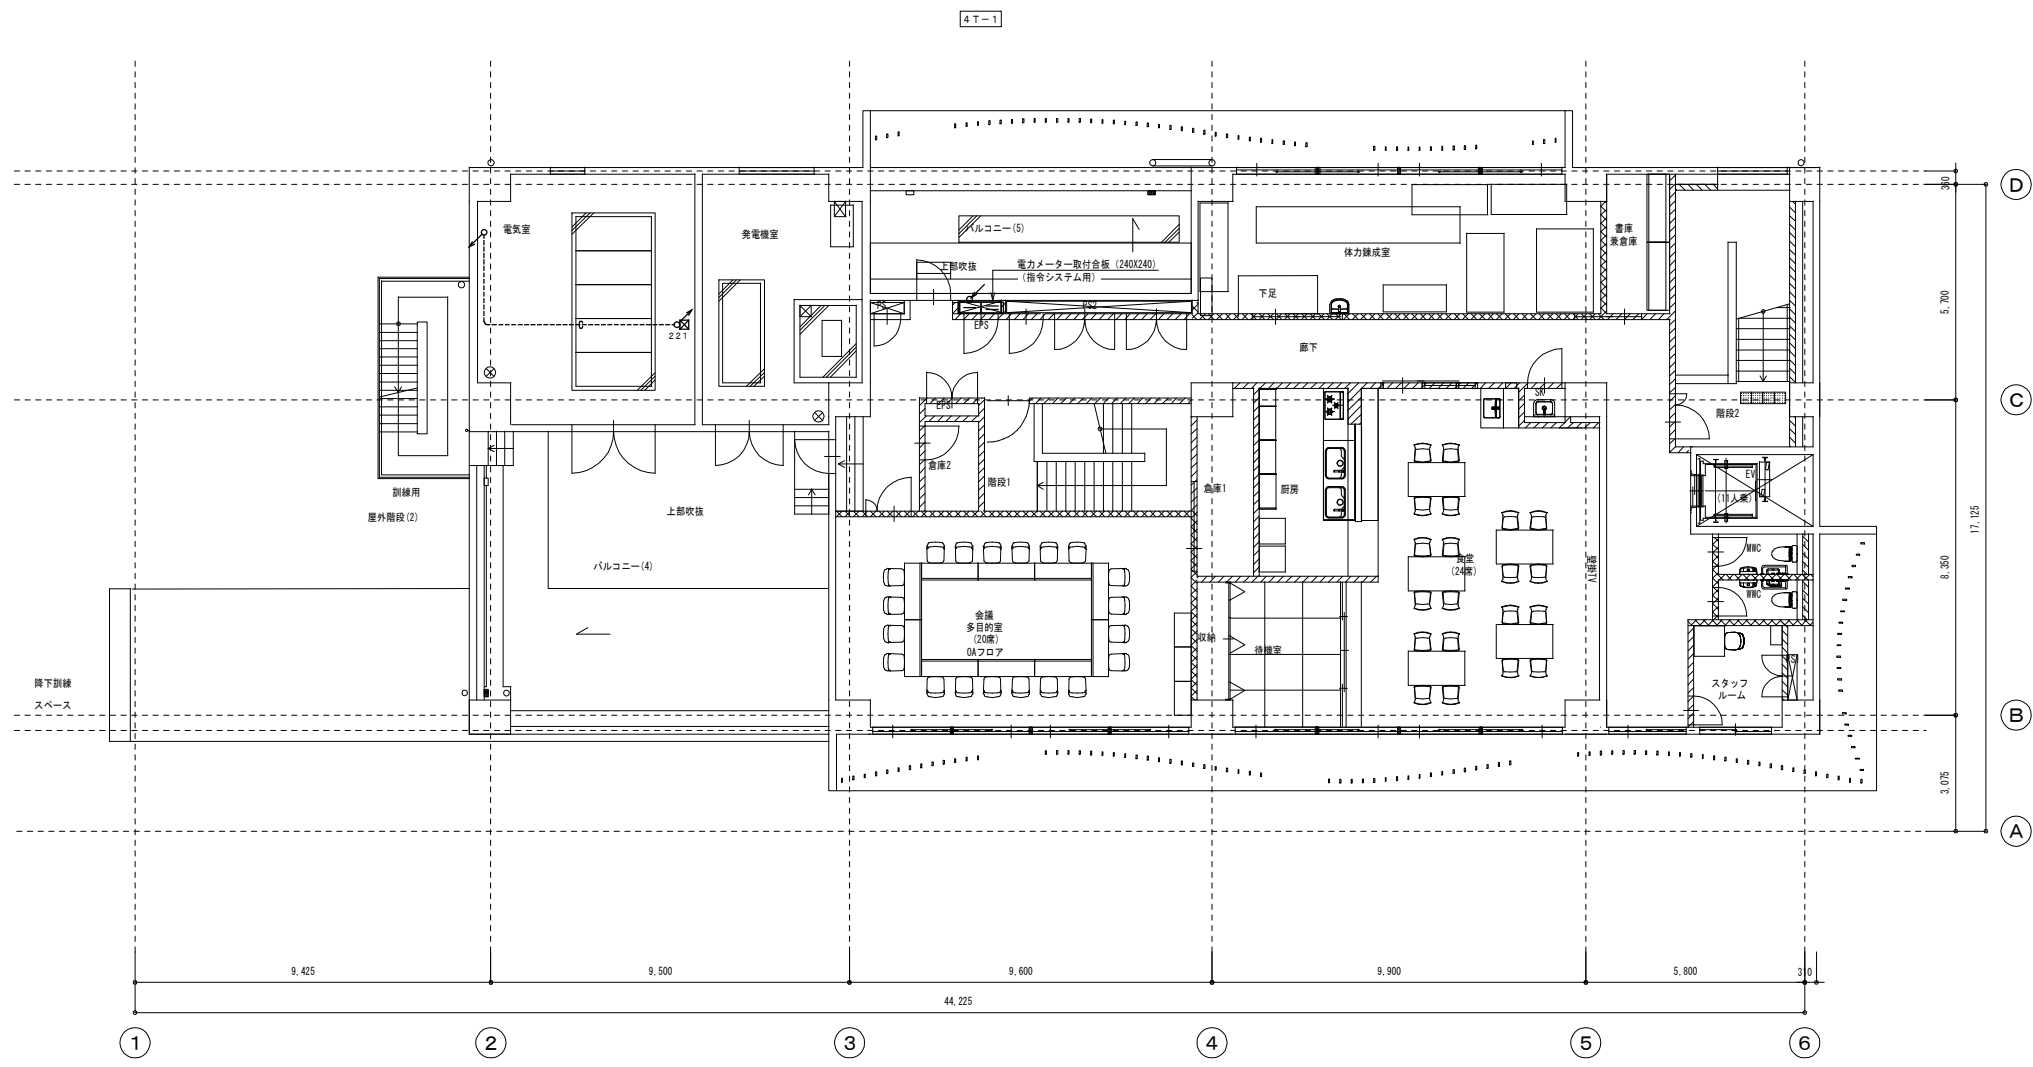 4T−1
電気室
発電機室
バルコニー(5)
上部吹抜
電力メーター取付合板 (240X240)
(指令システム用)
体力錬成室
書庫
兼倉庫
下足
PS
EPS
PS2
廊下
221
SK
階段2
EPS
倉庫2
階段1
倉庫1
厨房
EV
(11人乗)
訓練用
屋外階段(2)
上部吹抜
バルコニー(4)
食堂
(24席)
壁掛TV
MWC
WWC
会議
多目的室
(20席)
OAフロア
収納
待機室
スタッフ
ルーム
降下訓練
スペース
360
5,700
8,350
17,125
3,075
D
C
B
A
9,425
9,500
9,600
9,900
5,800
310
44,225
1
2
3
4
5
6